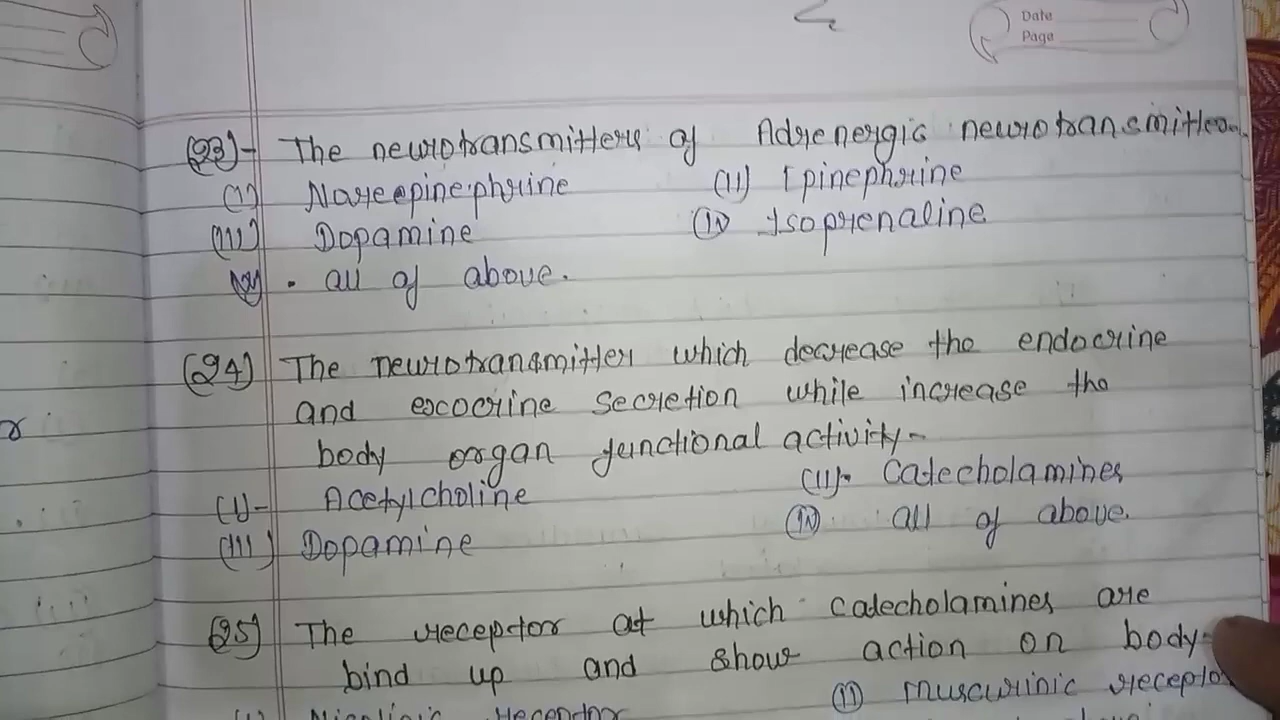 Date
Page
(23)- The neurotransmitters of Adrenergic neurotransmitter.
(I) Noreepinephrine (II) Epinephrine
(III) Dopamine (IV) Isoprenaline
(V) . all of above.
(24) The neurotransmitter which decrease the endocrine
and exocrine secretion while increase the
body organ functional activity-
(I)- Acetylcholine (II)- Catecholamines
(III) Dopamine (IV) all of above.
(25) The receptor at which catecholamines are
bind up and show action on body-
(II) muscurinic receptor